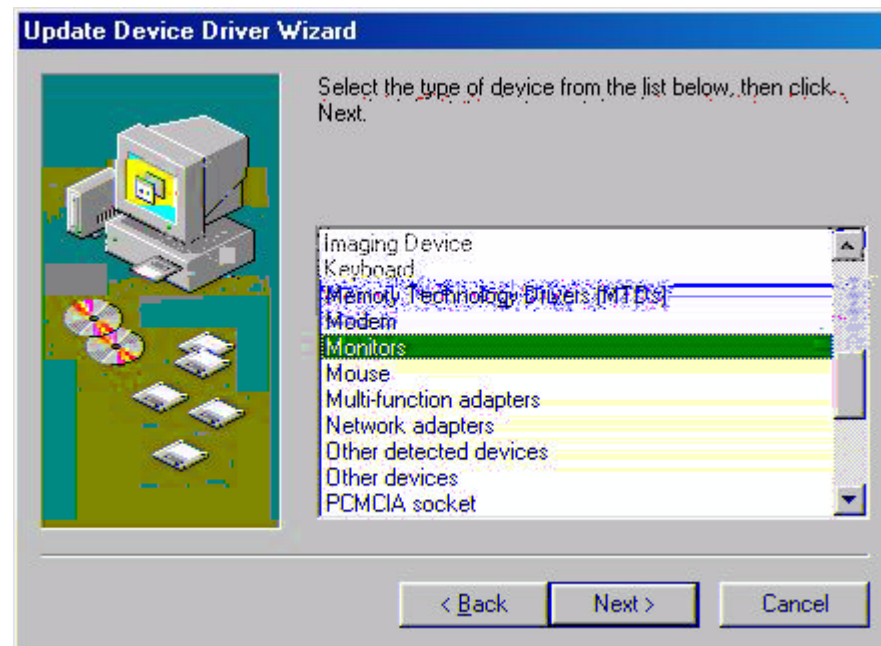 Update Device Driver Wizard
Select the type of device from the list below, then click
Next.
Imaging Device
Keyboard
Memory Technology Drivers (MTDs)
Modem
Monitors
Mouse
Multi-function adapters
Network adapters
Other detected devices
Other devices
PCMCIA socket
< Back
Next >
Cancel